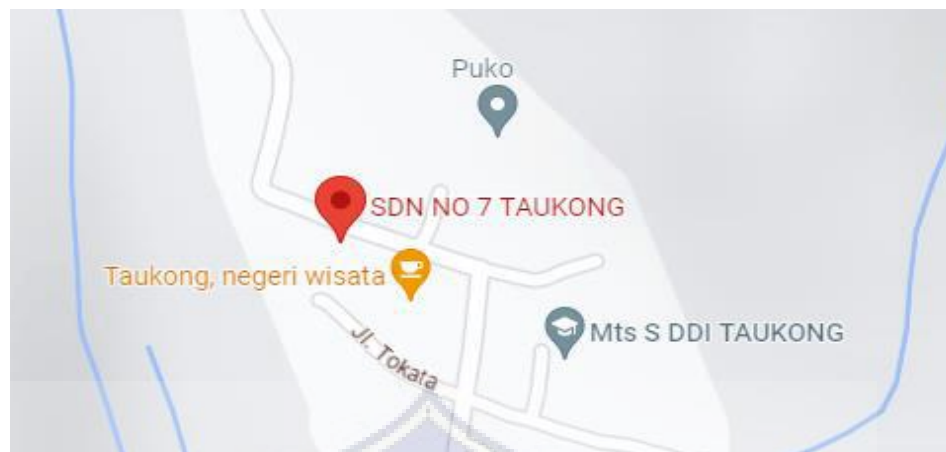 Puko
SDN NO 7 TAUKONG
Taukong, negeri wisata
Mts S DDI TAUKONG
Jl. Tokata